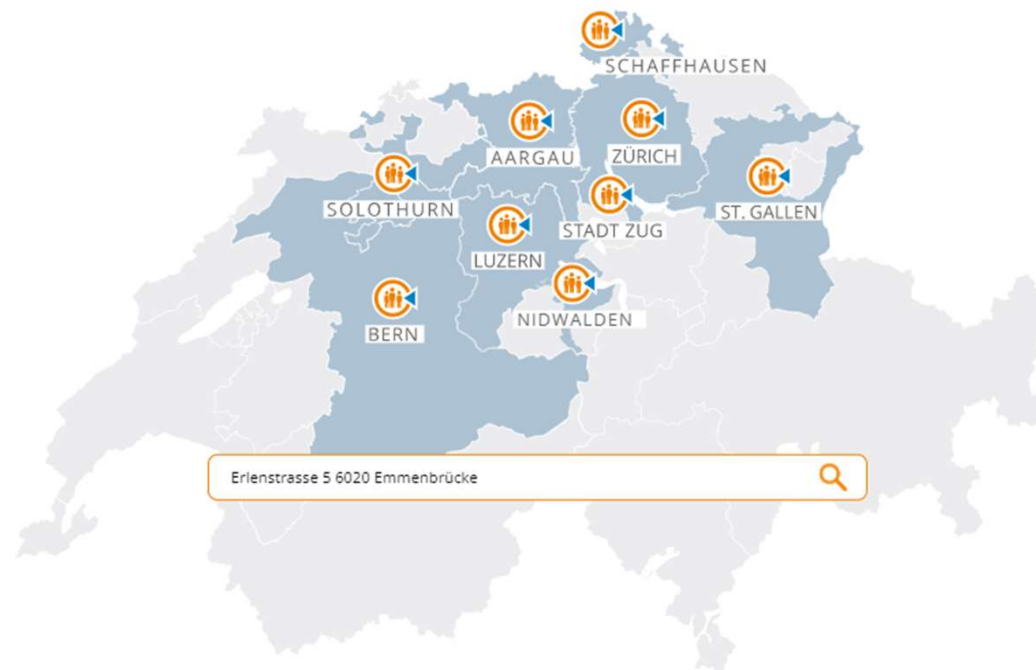 SCHAFFHAUSEN
AARGAU
ZÜRICH
SOLOTHURN
ST. GALLEN
STADT ZUG
LUZERN
NIDWALDEN
BERN
Erlenstrasse 5 6020 Emmenbrücke